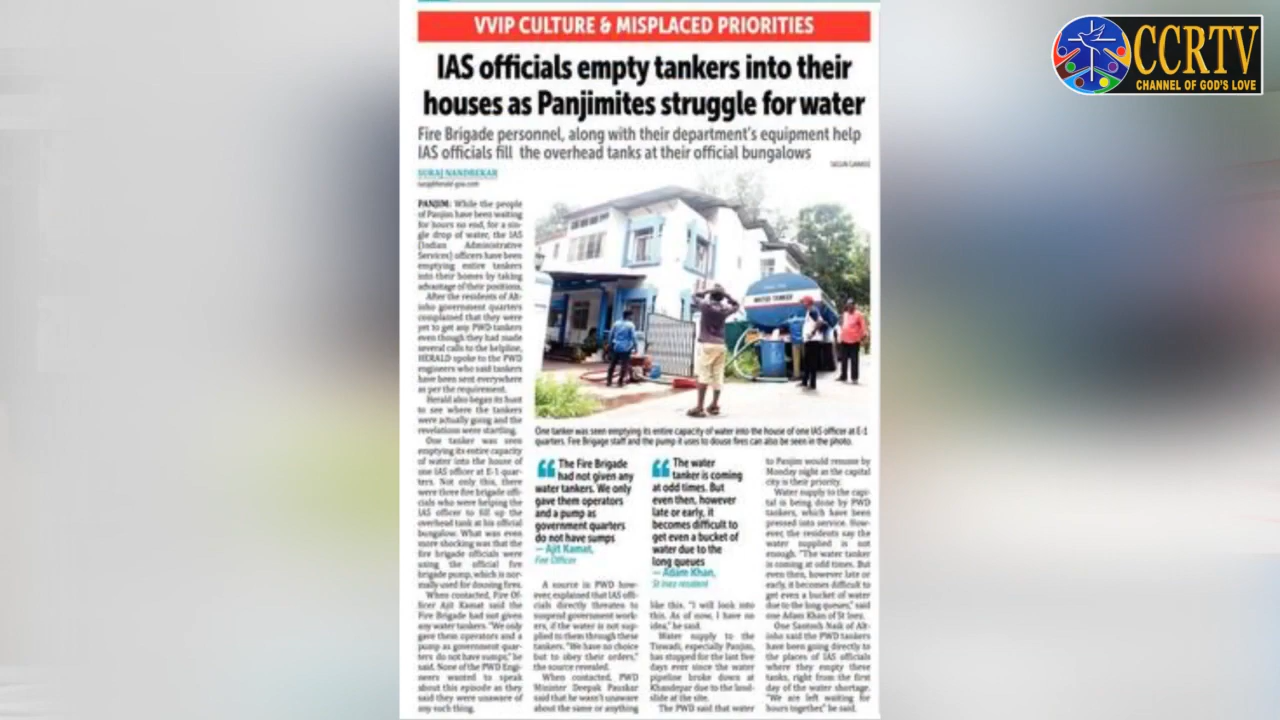 CCRTV
CHANNEL OF GOD'S LOVE
VVIP CULTURE & MISPLACED PRIORITIES
IAS officials empty tankers into their
houses as Panjimites struggle for water
Fire Brigade personnel, along with their department's equipment help
IAS officials fill the overhead tanks at their official bungalows
SURAJ NANDREKAR
PANJIM: While the people
of Panjim have been waiting
for hours no end, for a sin-
gle drop of water, the IAS
(Indian Administrative
Services) officers have been
emptying entire tankers
into their homes by taking
advantage of their positions.
After the residents of Alt-
inho government quarters
complained that they were
yet to get any PWD tankers
even though they had made
several calls to the helpline,
HERALD spoke to the PWD
engineers who said tankers
have been sent everywhere
as per the requirement.
Herald also began its hunt
to see where the tankers
were actually going and the
revelations were startling.
One tanker was seen
emptying its entire capacity
of water into the house of
one IAS officer at E-1 quar-
ters. Not only this, there
were three fire brigade offi-
cials who were helping the
IAS officer to fill up the
overhead tank at his official
bungalow. What was even
more shocking was that the
fire brigade officials were
using the official fire
brigade pump, which is nor-
mally used for dousing fires.
When contacted, Fire Of-
ficer Ajit Kamat said the
Fire Brigade had not given
any water tankers. "We only
gave them operators and a
pump as government quar-
ters do not have sumps," he
said. None of the PWD Engi-
neers wanted to speak
about this episode as they
said they were unaware of
any such thing.
WATER TANKER
One tanker was seen emptying its entire capacity of water into the house of one IAS officer at E-1
quarters. Fire Brigage staff and the pump it uses to douse fires can also be seen in the photo.
The Fire Brigade
had not given any
water tankers. We only
gave them operators
and a pump as
government quarters
do not have sumps
— Ajit Kamat,
Fire Officer
A source in PWD how-
ever, explained that IAS offi-
cials directly threaten to
suspend government work-
ers, if the water is not sup-
plied to them through these
tankers. "We have no choice
but to obey their orders,"
the source revealed.
When contacted, PWD
Minister Deepak Pauskar
said that he wasn't unaware
about the same or anything
The water
tanker is coming
at odd times. But
even then, however
late or early, it
becomes difficult to
get even a bucket of
water due to the
long queues
— Adam Khan,
St Inez resident
like this. "I will look into
this. As of now, I have no
idea," he said.
Water supply to the
Tiswadi, especially Panjim,
has stopped for the last five
days ever since the water
pipeline broke down at
Khandepar due to the land-
slide at the site.
The PWD said that water
to Panjim would resume by
Monday night as the capital
city is their priority.
Water supply to the capi-
tal is being done by PWD
tankers, which have been
pressed into service. How-
ever, the residents say the
water supplied is not
enough. "The water tanker
is coming at odd times. But
even then, however late or
early, it becomes difficult to
get even a bucket of water
due to the long queues," said
one Adam Khan of St Inez.
One Santosh Naik of Alt-
inho said the PWD tankers
have been going directly to
the places of IAS officials
where they empty these
tanks, right from the first
day of the water shortage.
"We are left waiting for
hours together," he said.